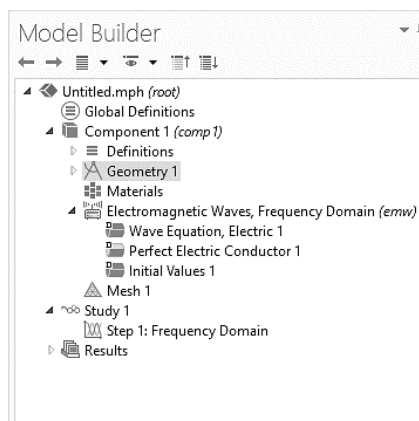 Model Builder
Untitled.mph (root)
Global Definitions
Component 1 (comp1)
Definitions
Geometry 1
Materials
Electromagnetic Waves, Frequency Domain (emw)
Wave Equation, Electric 1
Perfect Electric Conductor 1
Initial Values 1
Mesh 1
Study 1
Step 1: Frequency Domain
Results